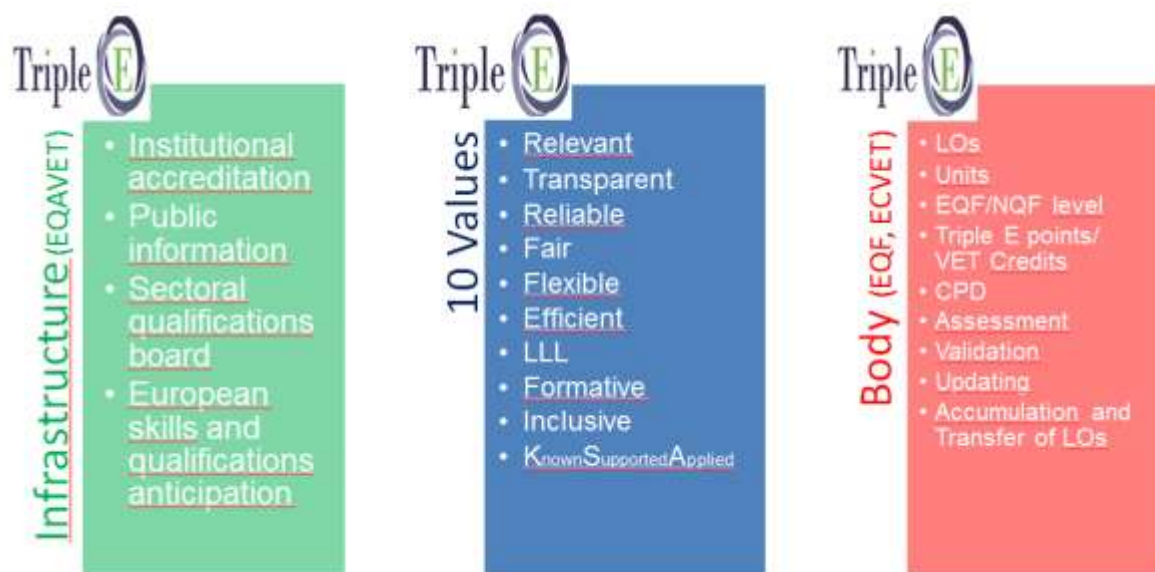 Triple E
Infrastructure (EQAVET)
• Institutional
accreditation
• Public
information
• Sectoral
qualifications
board
• European
skills and
qualifications
anticipation
Triple E
10 Values
• Relevant
• Transparent
• Reliable
• Fair
• Flexible
• Efficient
• LLL
• Formative
• Inclusive
• KnownSupportedApplied
Triple E
Body (EQF, ECVET)
• LOs
• Units
• EQF/NQF level
• Triple E points/
VET Credits
• CPD
• Assessment
• Validation
• Updating
• Accumulation and
Transfer of LOs